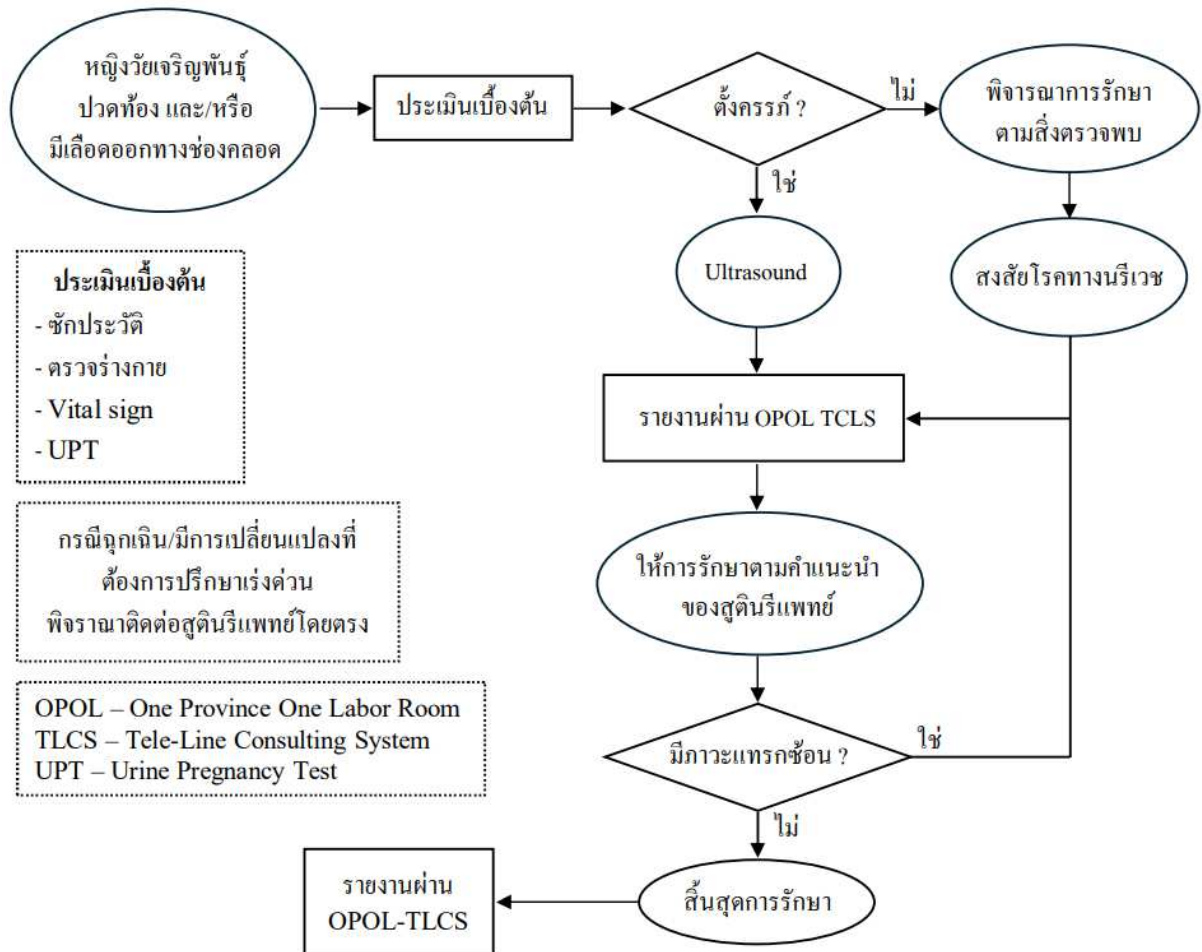 หญิงวัยเจริญพันธุ์
ปวดท้อง และ/หรือ
มีเลือดออกทางช่องคลอด
ประเมินเบื้องต้น
ตั้งครรภ์ ?
ไม่
พิจารณาการรักษา
ตามสิ่งตรวจพบ
ใช่
Ultrasound
สงสัยโรคทางนรีเวช
ประเมินเบื้องต้น
- ซักประวัติ
- ตรวจร่างกาย
- Vital sign
- UPT
รายงานผ่าน OPOL TCLS
กรณีฉุกเฉิน/มีการเปลี่ยนแปลงที่
ต้องการปรึกษาเร่งด่วน
พิจราณาติดต่อสูตินรีแพทย์โดยตรง
ให้การรักษาตามคำแนะนำ
ของสูตินรีแพทย์
OPOL – One Province One Labor Room
TLCS – Tele-Line Consulting System
UPT – Urine Pregnancy Test
มีภาวะแทรกซ้อน ?
ใช่
ไม่
สิ้นสุดการรักษา
รายงานผ่าน
OPOL-TLCS